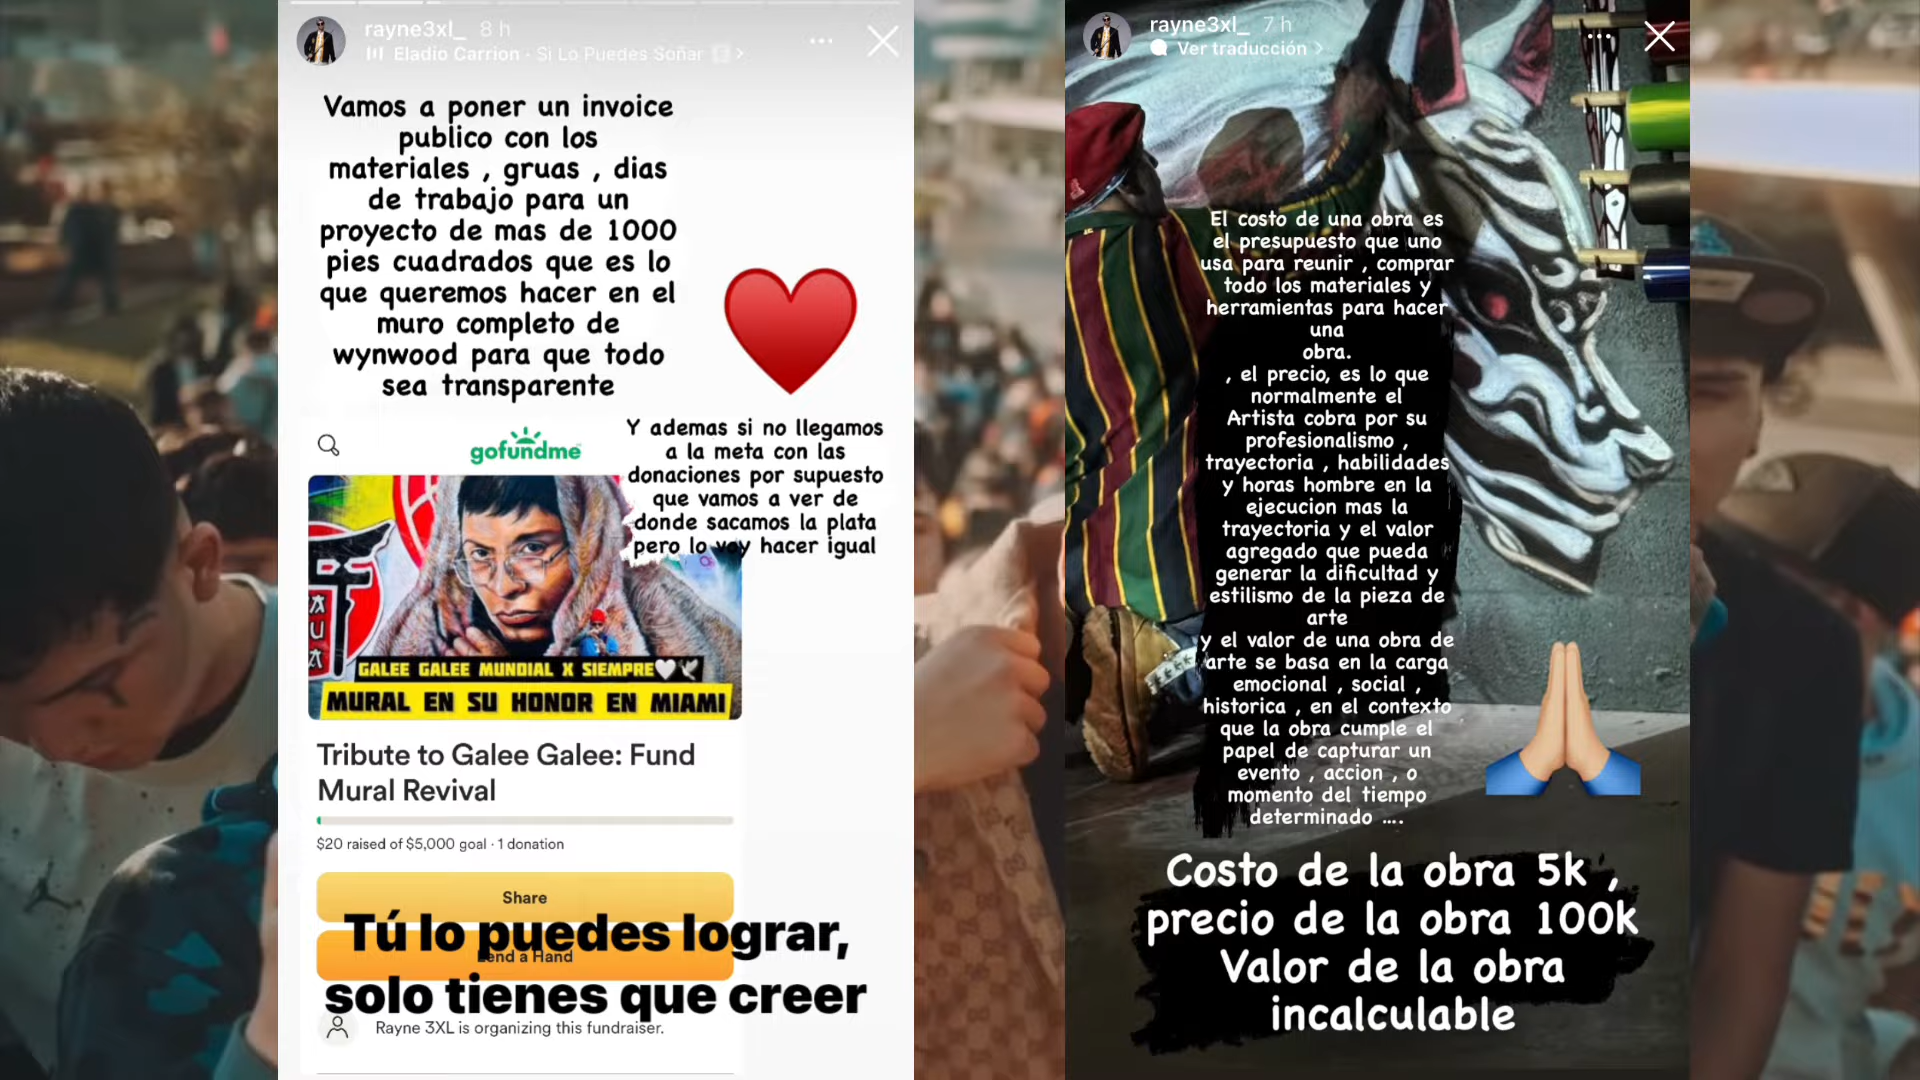 rayne3xl_ 8 h
Eladio Carrion · Si Lo Puedes Soñar E >
Vamos a poner un invoice
publico con los
materiales , gruas , dias
de trabajo para un
proyecto de mas de 1000
pies cuadrados que es lo
que queremos hacer en el
muro completo de
wynwood para que todo
sea transparente
Y ademas si no llegamos
a la meta con las
donaciones por supuesto
que vamos a ver de
donde sacamos la plata
pero lo voy hacer igual
gofundme
GALEE GALEE MUNDIAL X SIEMPRE
MURAL EN SU HONOR EN MIAMI
Tribute to Galee Galee: Fund
Mural Revival
$20 raised of $5,000 goal · 1 donation
Share
Lend a Hand
Tú lo puedes lograr,
solo tienes que creer
Rayne 3XL is organizing this fundraiser.
rayne3xl_ 7 h
Ver traducción >
El costo de una obra es
el presupuesto que uno
usa para reunir , comprar
todo los materiales y
herramientas para hacer
una
obra.
, el precio, es lo que
normalmente el
Artista cobra por su
profesionalismo ,
trayectoria , habilidades
y horas hombre en la
ejecucion mas la
trayectoria y el valor
agregado que pueda
generar la dificultad y
estilismo de la pieza de
arte
y el valor de una obra de
arte se basa en la carga
emocional , social ,
historica , en el contexto
que la obra cumple el
papel de capturar un
evento , accion , o
momento del tiempo
determinado ....
Costo de la obra 5k ,
precio de la obra 100k
Valor de la obra
incalculable